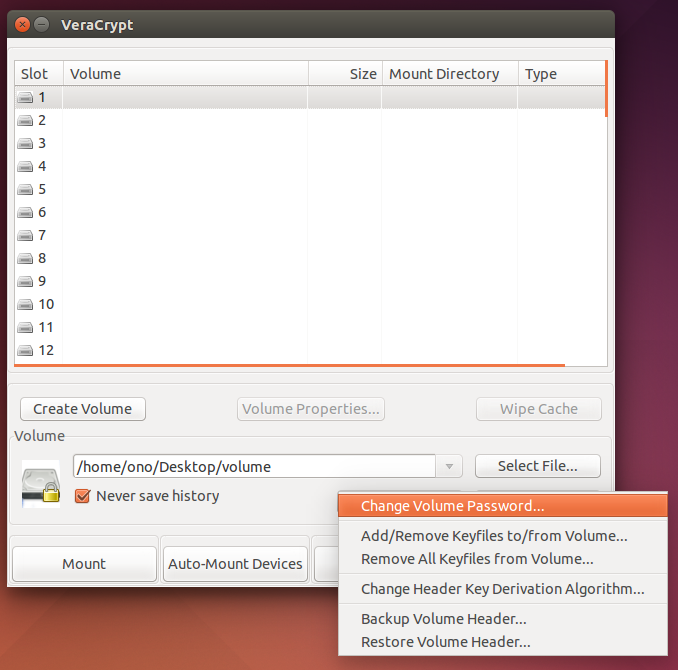 VeraCrypt
Slot Volume Size Mount Directory Type
1
2
3
4
5
6
7
8
9
10
11
12
Create Volume Volume Properties... Wipe Cache
Volume
/home/ono/Desktop/volume Select File...
Never save history
Change Volume Password...
Add/Remove Keyfiles to/from Volume...
Remove All Keyfiles from Volume...
Mount Auto-Mount Devices
Change Header Key Derivation Algorithm...
Backup Volume Header...
Restore Volume Header...